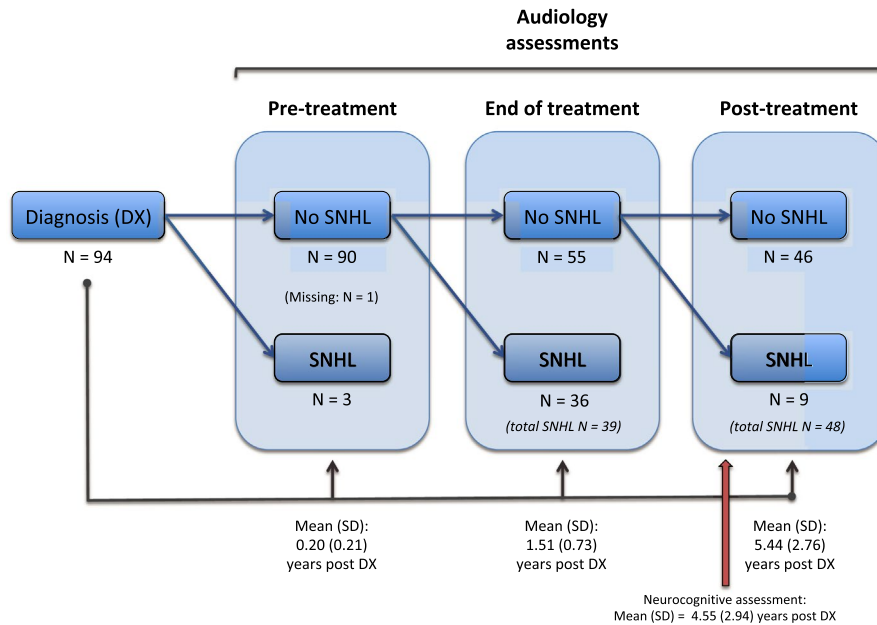 Audiology
assessments
Pre-treatment
End of treatment
Post-treatment
Diagnosis (DX)
No SNHL
No SNHL
No SNHL
N = 94
N = 90
N = 55
N = 46
(Missing: N = 1)
SNHL
SNHL
SNHL
N = 3
N = 36
N = 9
(total SNHL N = 39)
(total SNHL N = 48)
Mean (SD):
0.20 (0.21)
years post DX
Mean (SD):
1.51 (0.73)
years post DX
Mean (SD):
5.44 (2.76)
years post DX
Neurocognitive assessment:
Mean (SD) = 4.55 (2.94) years post DX